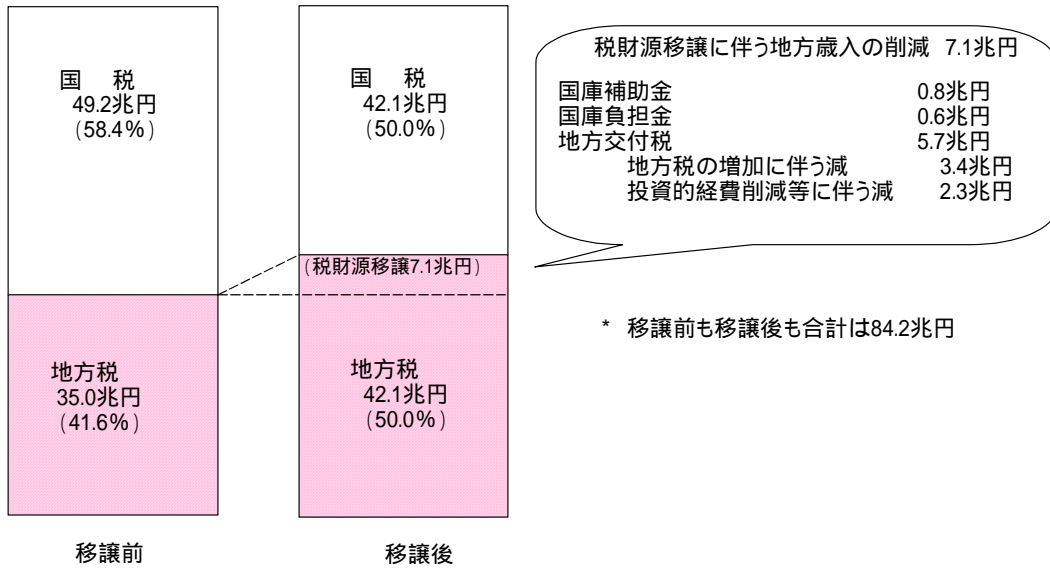 国　税
49.2兆円
(58.4%)
地方税
35.0兆円
(41.6%)
移譲前
国　税
42.1兆円
(50.0%)
(税財源移譲7.1兆円)
地方税
42.1兆円
(50.0%)
移譲後
税財源移譲に伴う地方歳入の削減 7.1兆円
国庫補助金 0.8兆円
国庫負担金 0.6兆円
地方交付税 5.7兆円
地方税の増加に伴う減 3.4兆円
投資的経費削減等に伴う減 2.3兆円
* 移譲前も移譲後も合計は84.2兆円